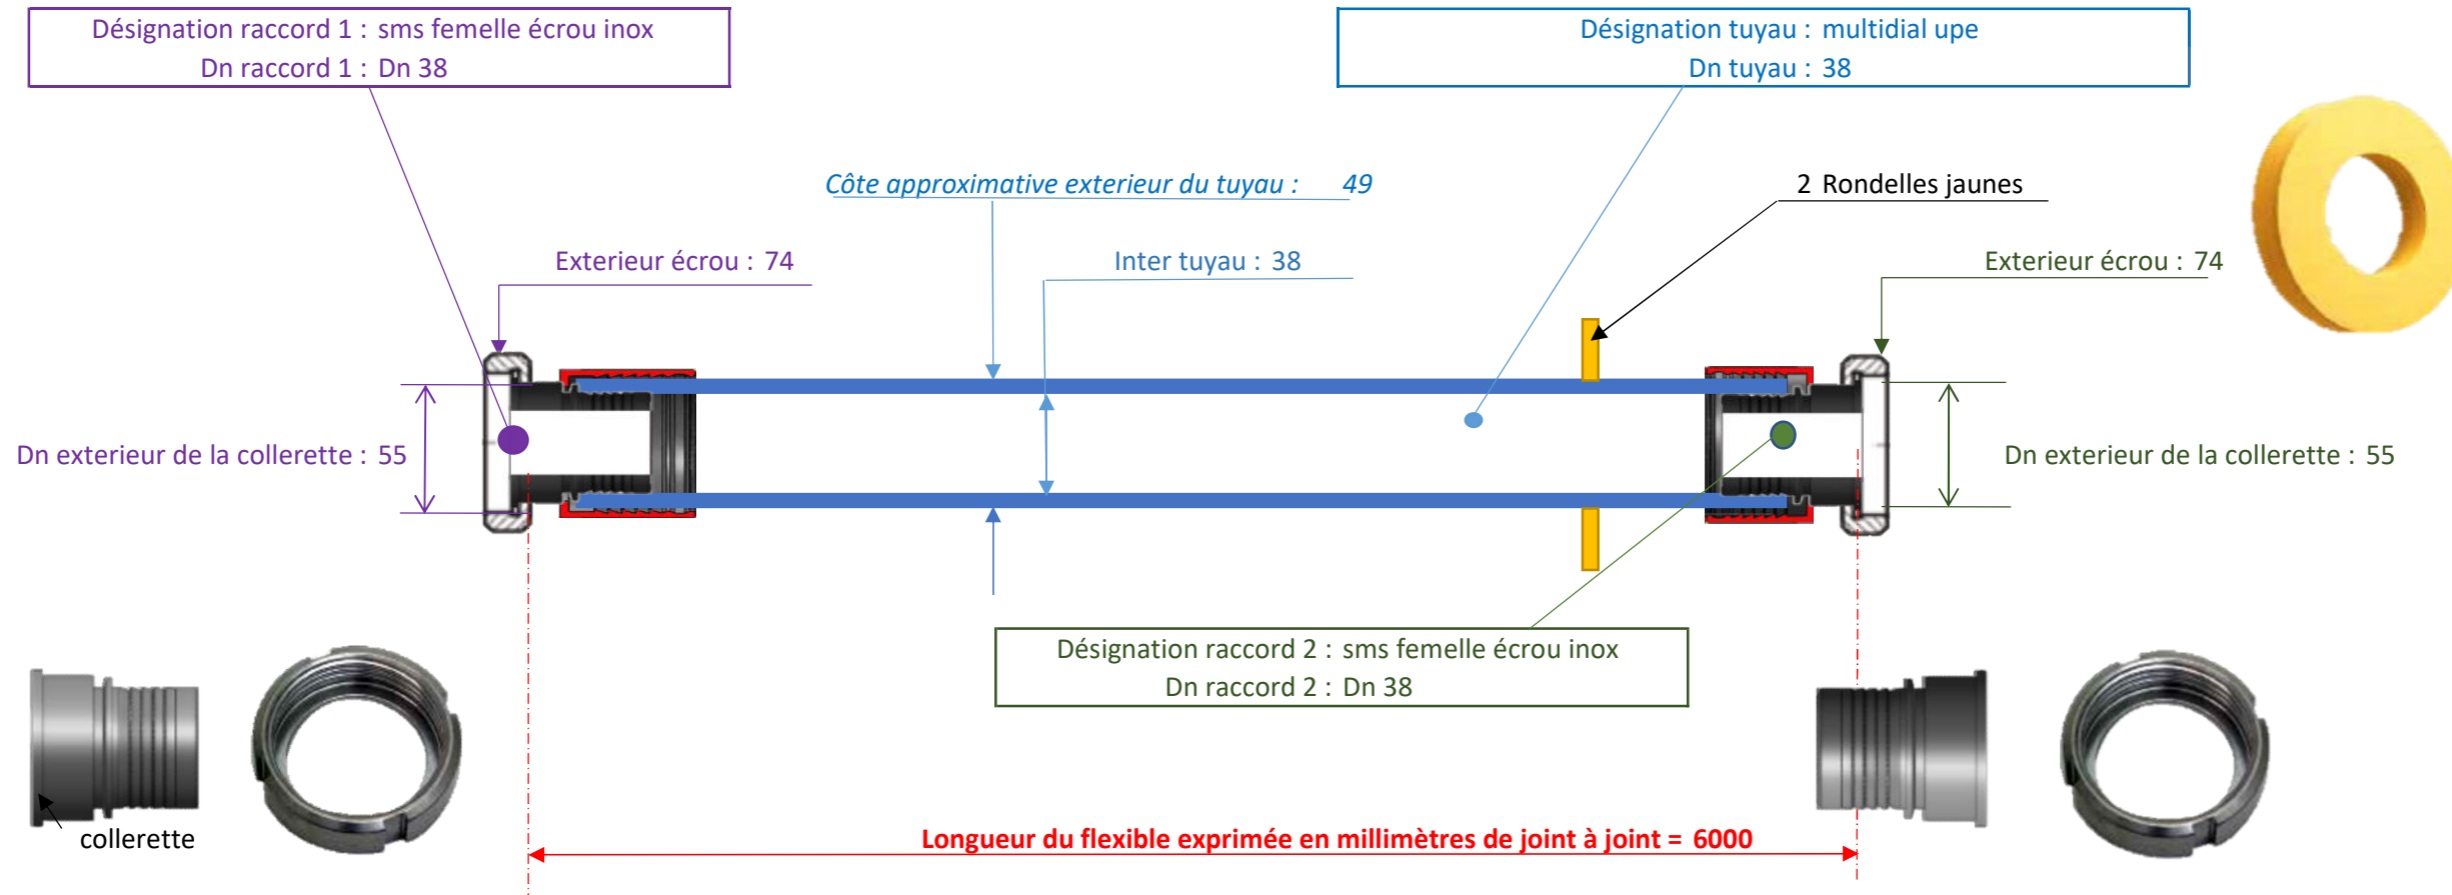 Désignation raccord 1 : sms femelle écrou inox
Dn raccord 1 : Dn 38
Désignation tuyau : multidial upe
Dn tuyau : 38
Côte approximative exterieur du tuyau : 49
2 Rondelles jaunes
Exterieur écrou : 74
Inter tuyau : 38
Exterieur écrou : 74
Dn exterieur de la collerette : 55
Dn exterieur de la collerette : 55
Désignation raccord 2 : sms femelle écrou inox
Dn raccord 2 : Dn 38
collerette
Longueur du flexible exprimée en millimètres de joint à joint = 6000